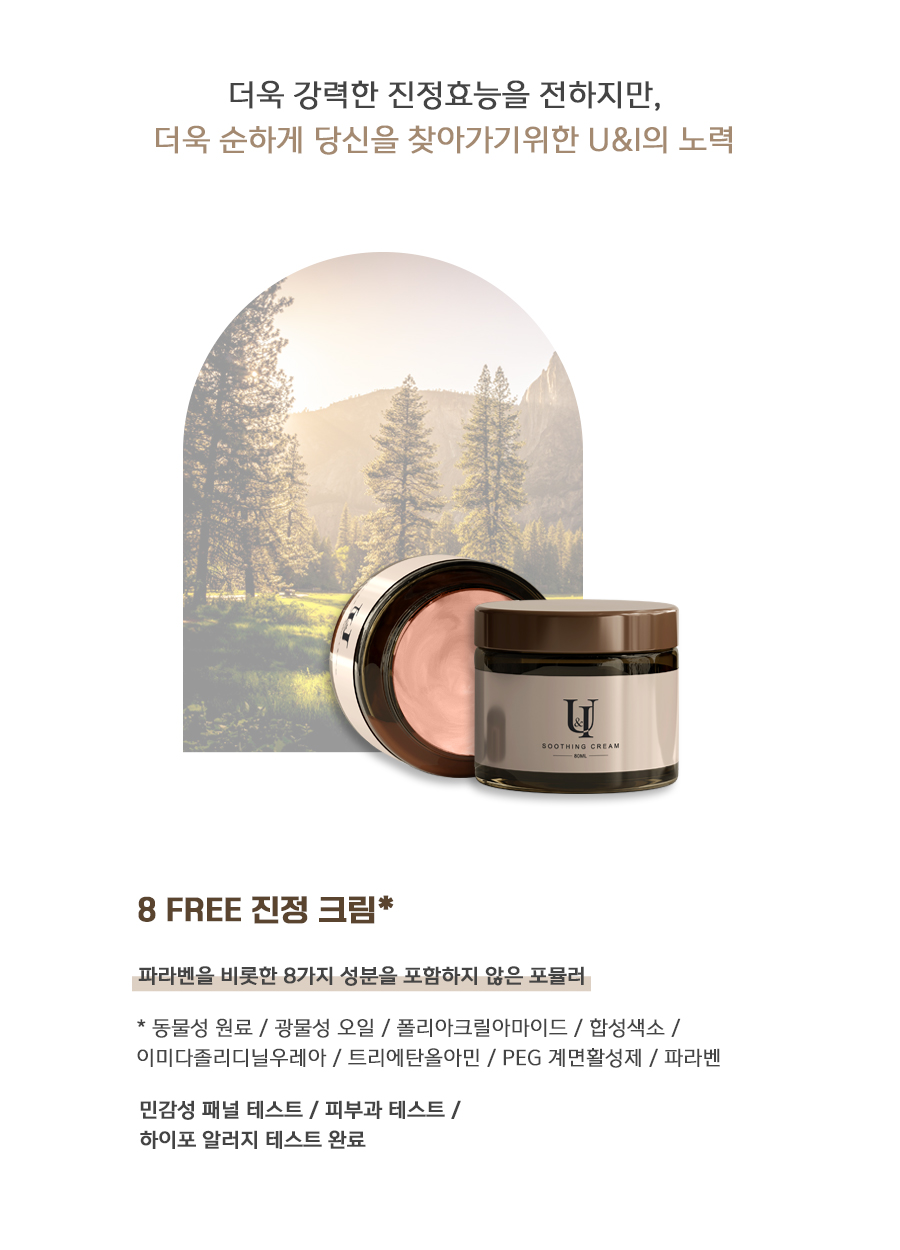 더욱 강력한 진정효능을 전하지만,
더욱 순하게 당신을 찾아가기위한 U&I의 노력
U&I
SOOTHING CREAM
80ML
8 FREE 진정 크림*
파라벤을 비롯한 8가지 성분을 포함하지 않은 포뮬러
* 동물성 원료 / 광물성 오일 / 폴리아크릴아마이드 / 합성색소 /
이미다졸리디닐우레아 / 트리에탄올아민 / PEG 계면활성제 / 파라벤
민감성 패널 테스트 / 피부과 테스트 /
하이포 알러지 테스트 완료